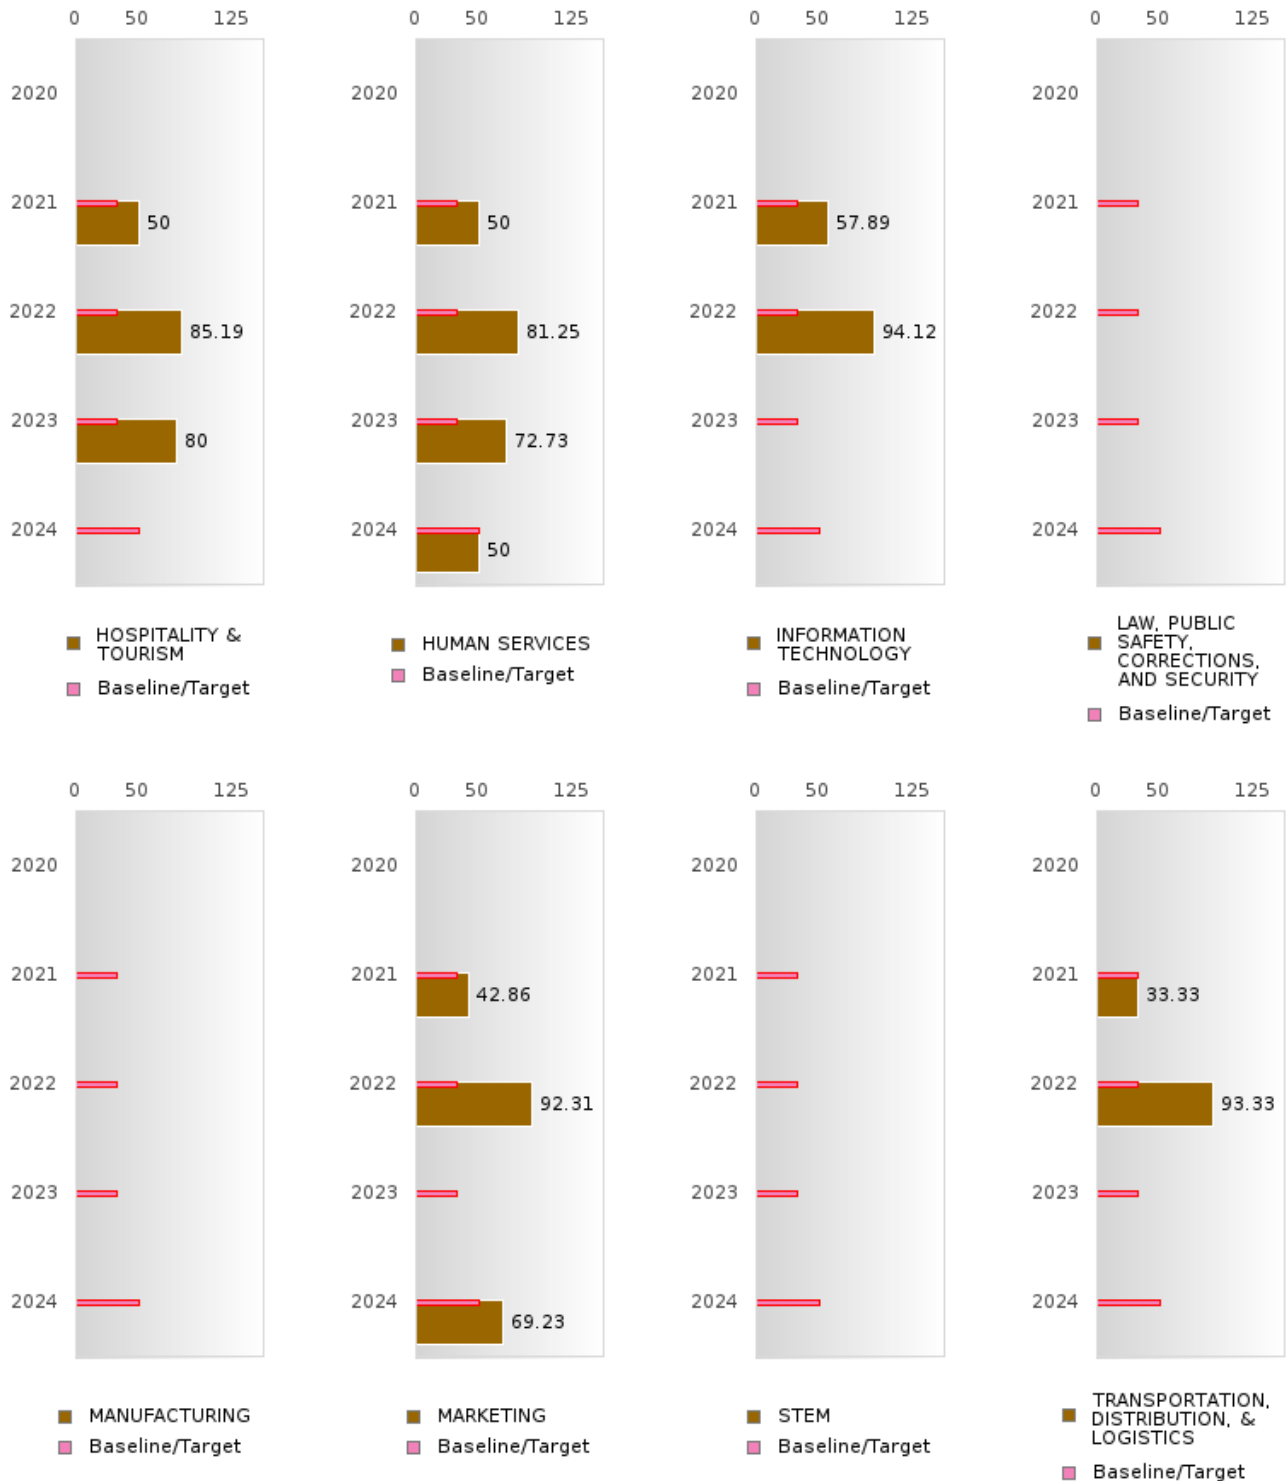 0 50 125 0 50 125 0 50 125 0 50 125
2020 2020 2020 2020
2021 50 2021 50 2021 57.89 2021
2022 85.19 2022 81.25 2022 94.12 2022
2023 80 2023 72.73 2023 2023
2024 2024 50 2024 2024
HOSPITALITY &
TOURISM
Baseline/Target
HUMAN SERVICES
Baseline/Target
INFORMATION
TECHNOLOGY
Baseline/Target
LAW, PUBLIC
SAFETY,
CORRECTIONS,
AND SECURITY
Baseline/Target
0 50 125 0 50 125 0 50 125 0 50 125
2020 2020 2020 2020
2021 2021 42.86 2021 2021 33.33
2022 2022 92.31 2022 2022 93.33
2023 2023 2023 2023
2024 2024 69.23 2024 2024
MANUFACTURING
Baseline/Target
MARKETING
Baseline/Target
STEM
Baseline/Target
TRANSPORTATION,
DISTRIBUTION, &
LOGISTICS
Baseline/Target